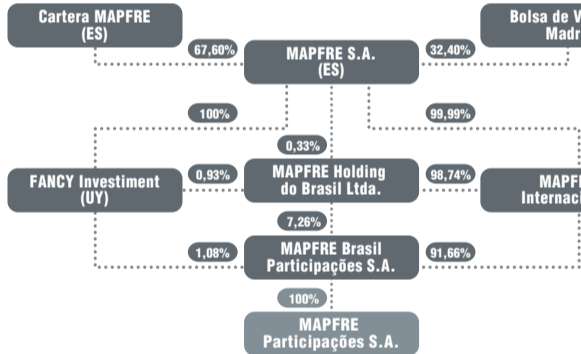 Cartera MAPFRE
(ES)
Bolsa de
67,60%
MAPFRE S.A.
(ES)
32,40%
100%
99,99%
0,33%
FANCY Investiment
(UY)
0,93%
MAPFRE Holding
do Brasil Ltda.
98,74%
7,26%
1,08%
MAPFRE Brasil
Participações S.A.
91,66%
100%
MAPFRE
Participações S.A.